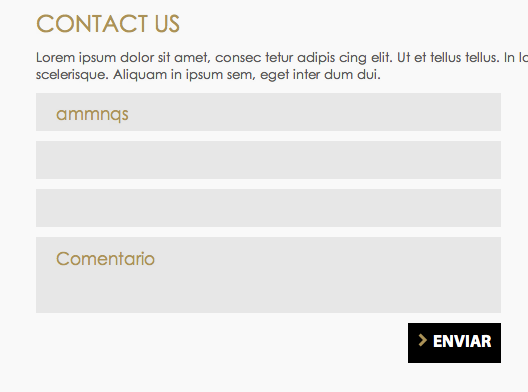 CONTACT US
Lorem ipsum dolor sit amet, consec tetur adipis cing elit. Ut et tellus tellus. In
scelerisque. Aliquam in ipsum sem, eget inter dum dui.
ammnqs
Comentario
ENVIAR